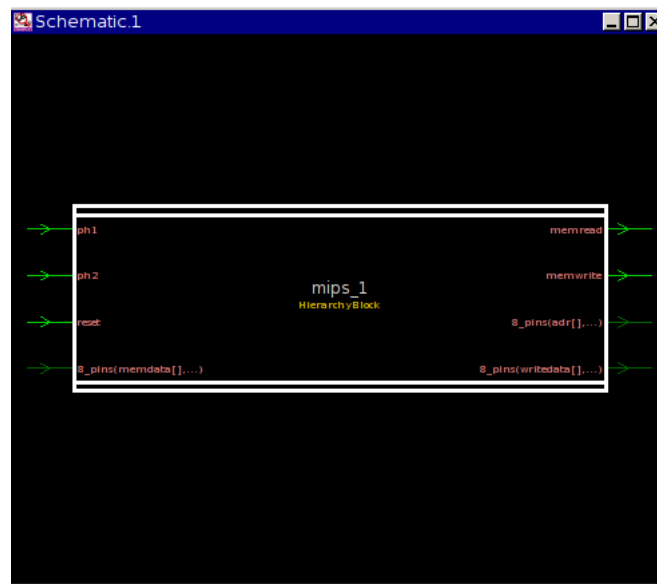 Schematic.1
ph1
memread
ph2
memwrite
mips_1
HierarchyBlock
reset
8_pins(adr[],...)
8_pins(memdata[],...)
8_pins(writedata[],...)